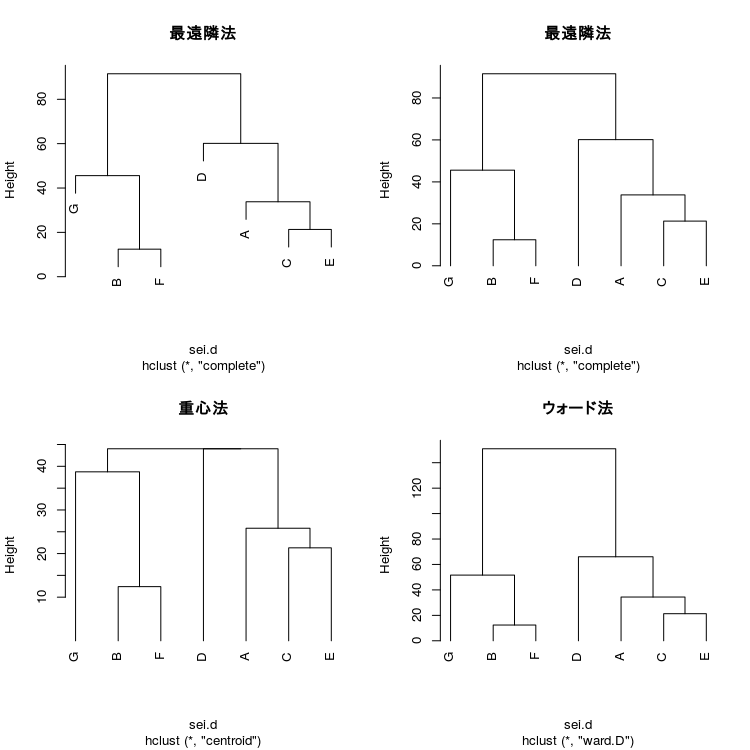 最遠隣法
Height
0 20 40 60 80
G
B
F
D
A
C
E
sei.d
hclust (*, "complete")
最遠隣法
Height
0 20 40 60 80
G
B
F
D
A
C
E
sei.d
hclust (*, "complete")
重心法
Height
10 20 30 40
G
B
F
D
A
C
E
sei.d
hclust (*, "centroid")
ウォード法
Height
0 20 40 60 80 120
G
B
F
D
A
C
E
sei.d
hclust (*, "ward.D")